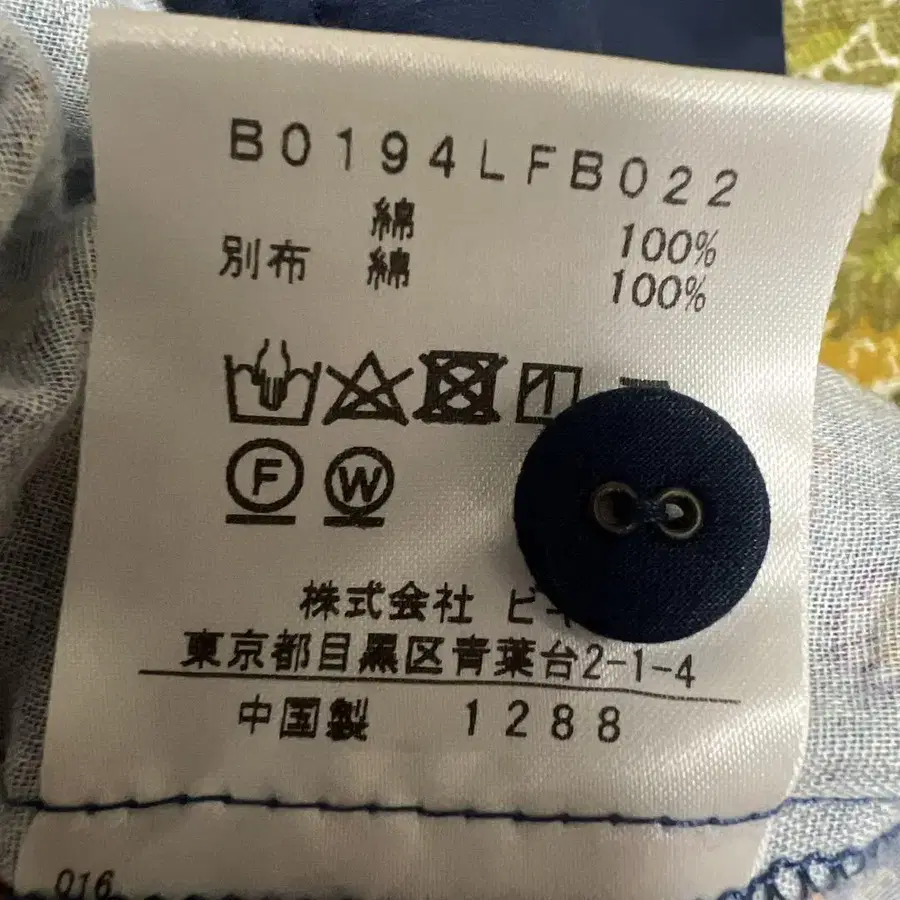 B0194LFB022
綿 100%
別布 綿 100%
F W
株式会社 ビ
東京都目黒区青葉台2-1-4
中国製 1288
016